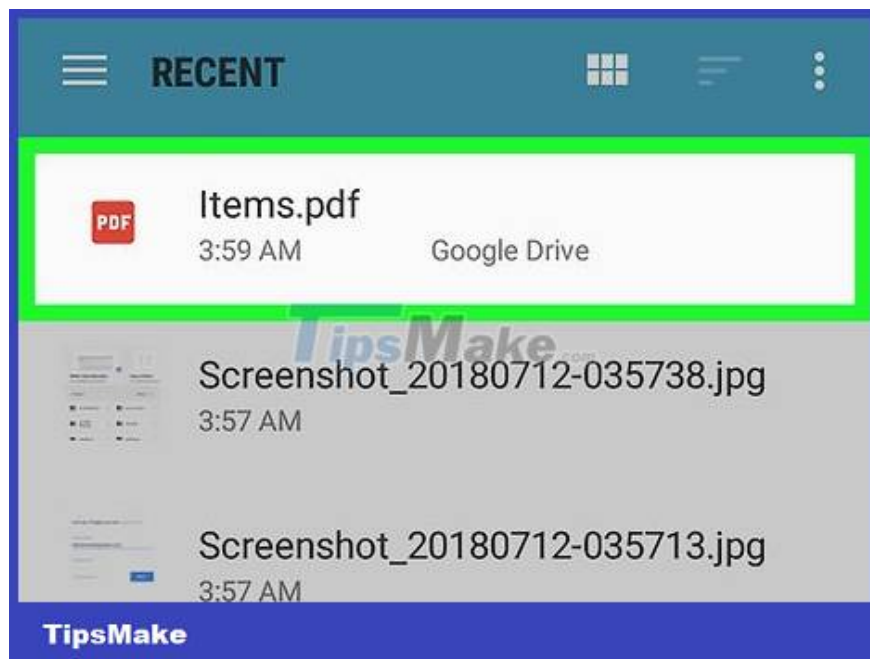 RECENT
PDF
Items.pdf
3:59 AM Google Drive
TipsMake.com
Screenshot_20180712-035738.jpg
3:57 AM
Screenshot_20180712-035713.jpg
3:57 AM
TipsMake